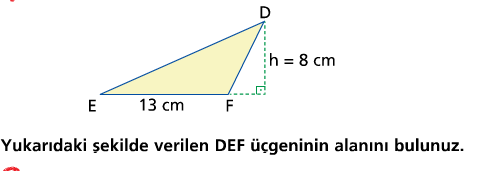 D
h = 8 cm
E
13 cm
F
Yukarıdaki şekilde verilen DEF üçgeninin alanını bulunuz.